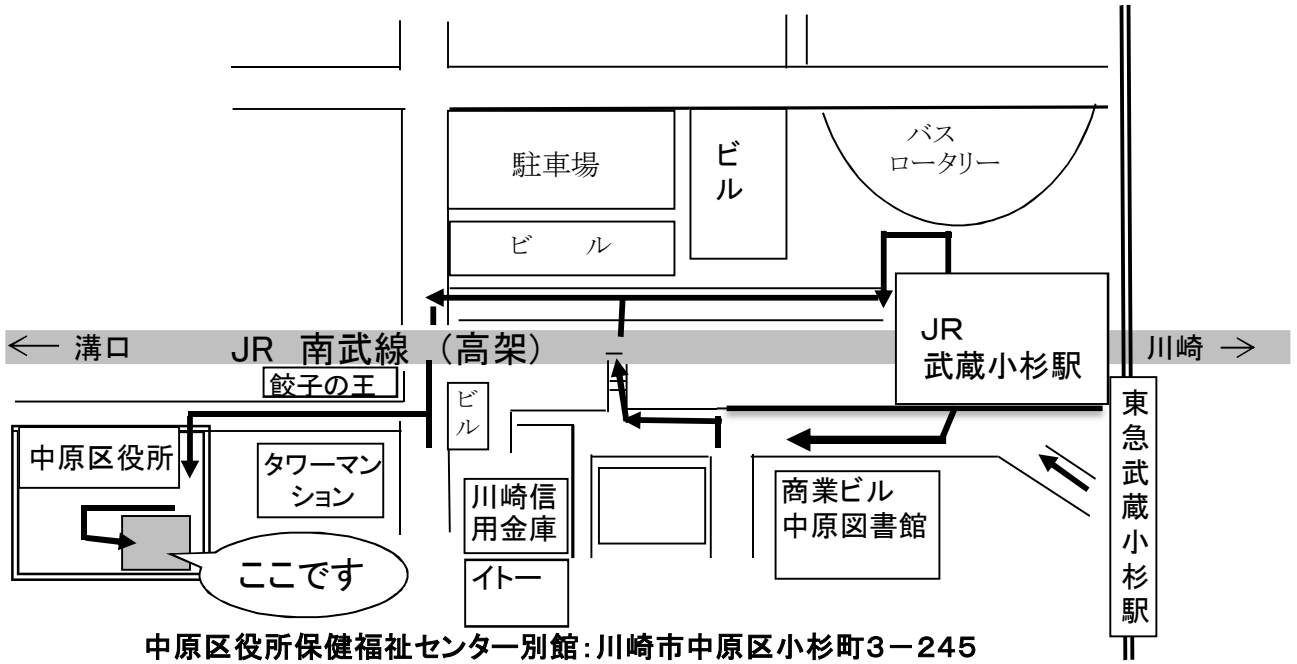 バス
ロータリー
駐車場
ビル
ビ ル
← 溝口
JR 南武線 (高架)
JR
武蔵小杉駅
川崎 →
餃子の王
ビル
東急武蔵小杉駅
中原区役所
タワーマン
ション
川崎信
用金庫
商業ビル
中原図書館
ここです
イトー
中原区役所保健福祉センター別館:川崎市中原区小杉町3-245